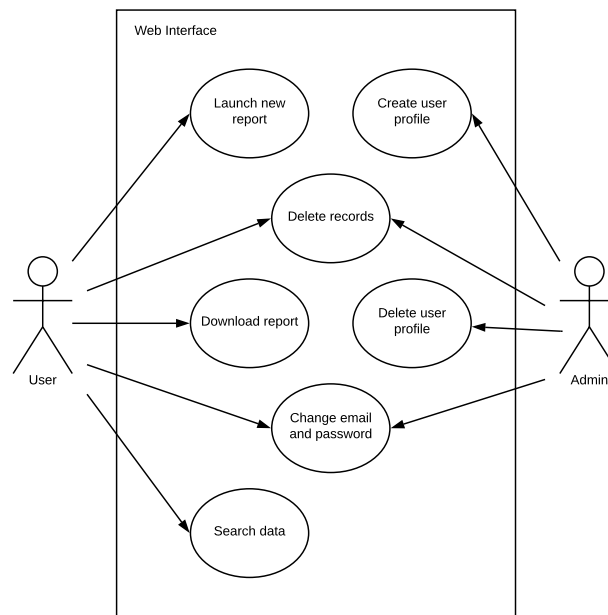 Web Interface
Launch new
report
Create user
profile
Delete records
Download report
Delete user
profile
User
Admin
Change email
and password
Search data